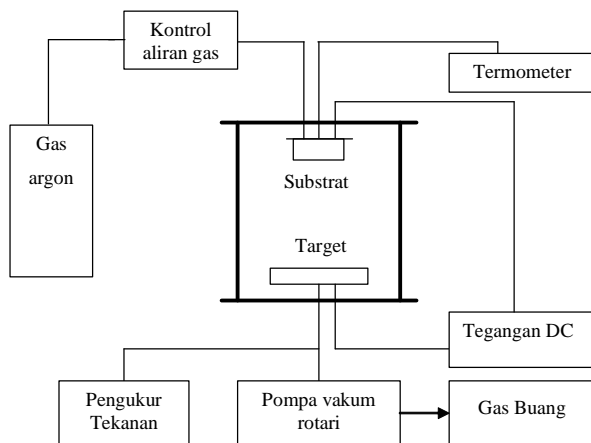 Kontrol
aliran gas
Termometer
Gas
argon
Substrat
Target
Tegangan DC
Pengukur
Tekanan
Pompa vakum
rotari
Gas Buang